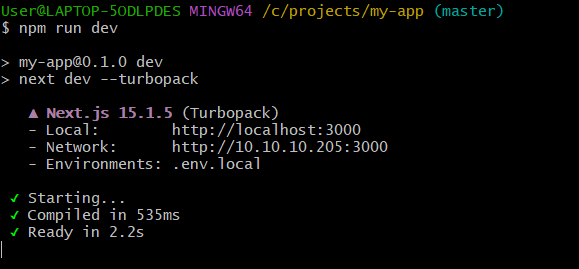 User@LAPTOP-5ODLPDES MINGW64 /c/projects/my-app (master)
$ npm run dev
> my-app@0.1.0 dev
> next dev --turbopack
▲ Next.js 15.1.5 (Turbopack)
- Local: http://localhost:3000
- Network: http://10.10.10.205:3000
- Environments: .env.local
✓ Starting...
✓ Compiled in 535ms
✓ Ready in 2.2s